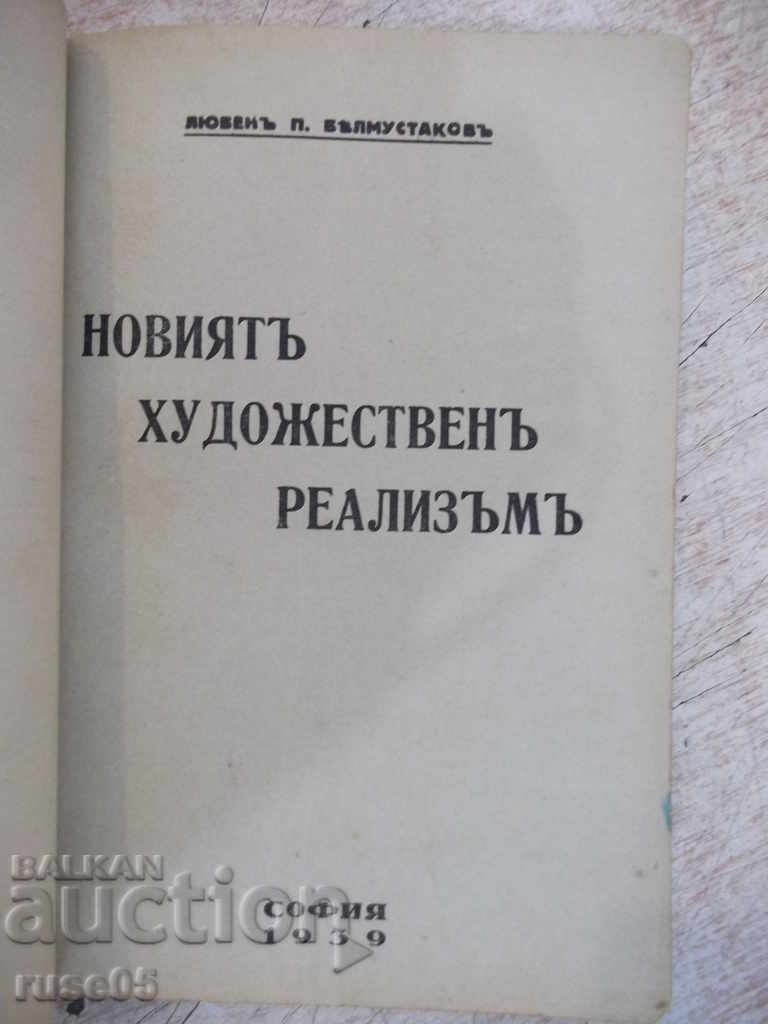 ЛЮБЕНЪ П. БѢЛМУСТАКОВЪ
НОВИЯТЪ
ХУДОЖЕСТВЕНЪ
РЕАЛИЗЪМЪ
СОФИЯ
1939
BALKAN
auction
ruse05